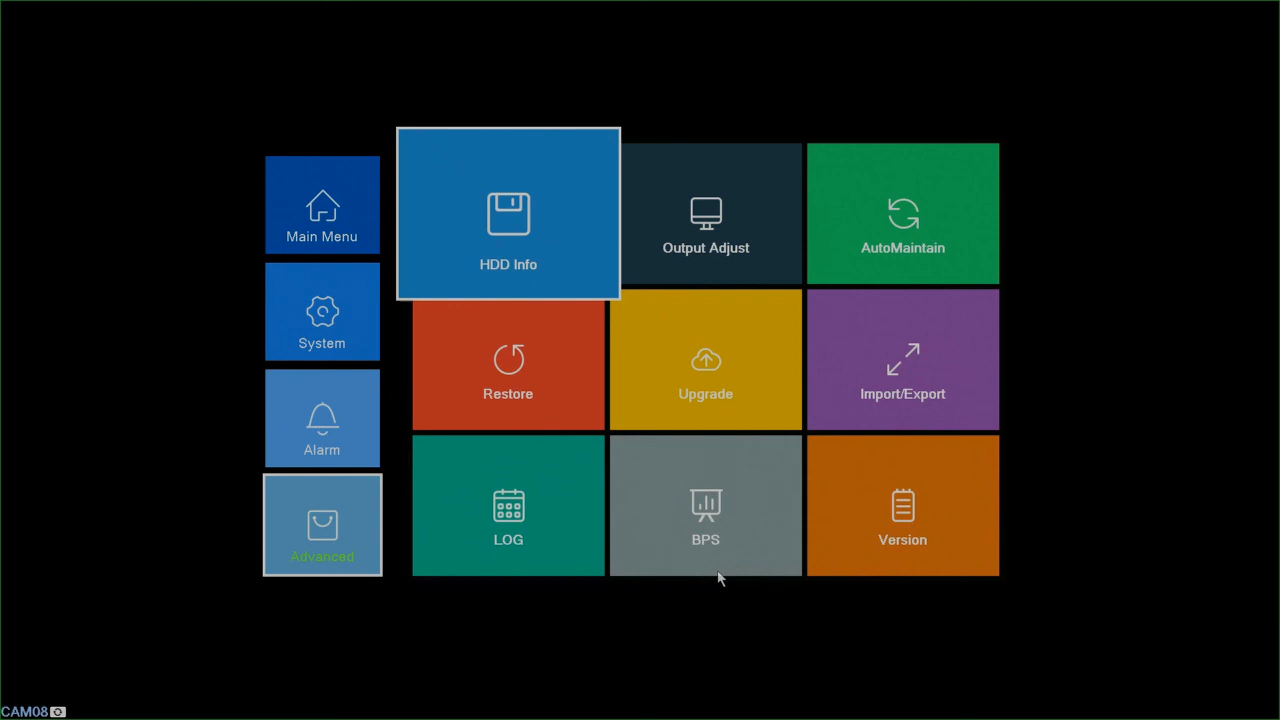 Main Menu
System
Alarm
Advanced
HDD Info
Output Adjust
AutoMaintain
Restore
Upgrade
Import/Export
LOG
BPS
Version
CAM08